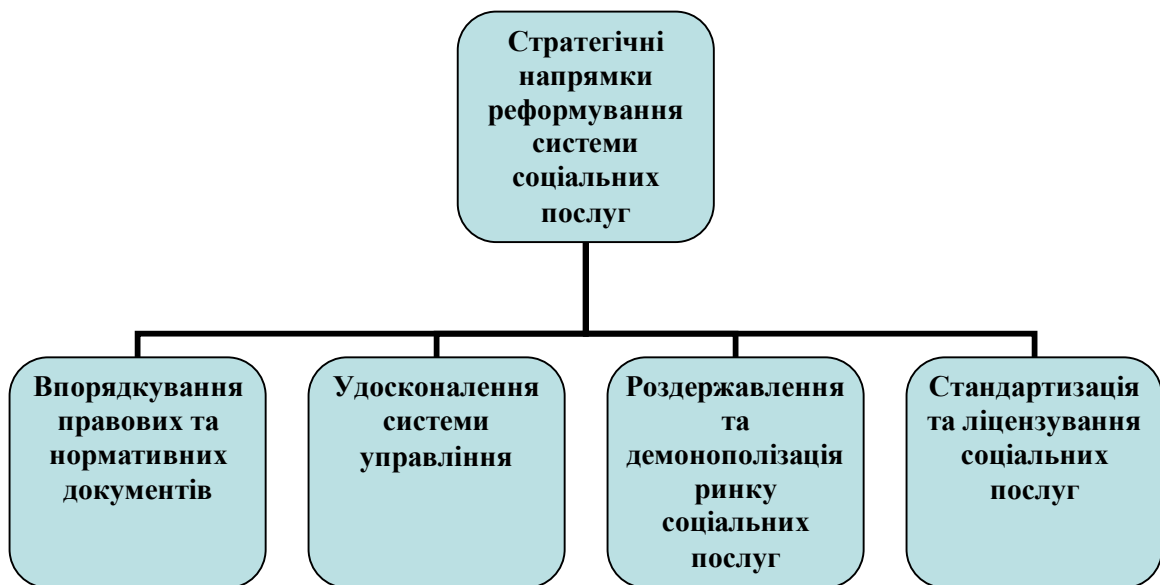 Стратегічні
напрямки
реформування
системи
соціальних
послуг
Впорядкування
правових та
нормативних
документів
Удосконалення
системи
управління
Роздержавлення
та
демонополізація
ринку
соціальних
послуг
Стандартизація
та ліцензування
соціальних
послуг